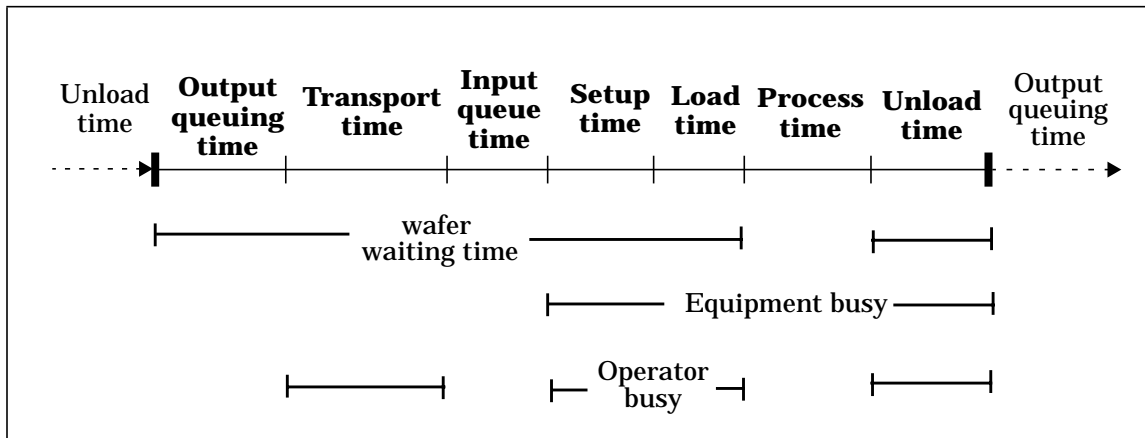 Unload
time
Output
queuing
time
Transport
time
Input
queue
time
Setup
time
Load
time
Process
time
Unload
time
Output
queuing
time
wafer
waiting time
Equipment busy
Operator
busy